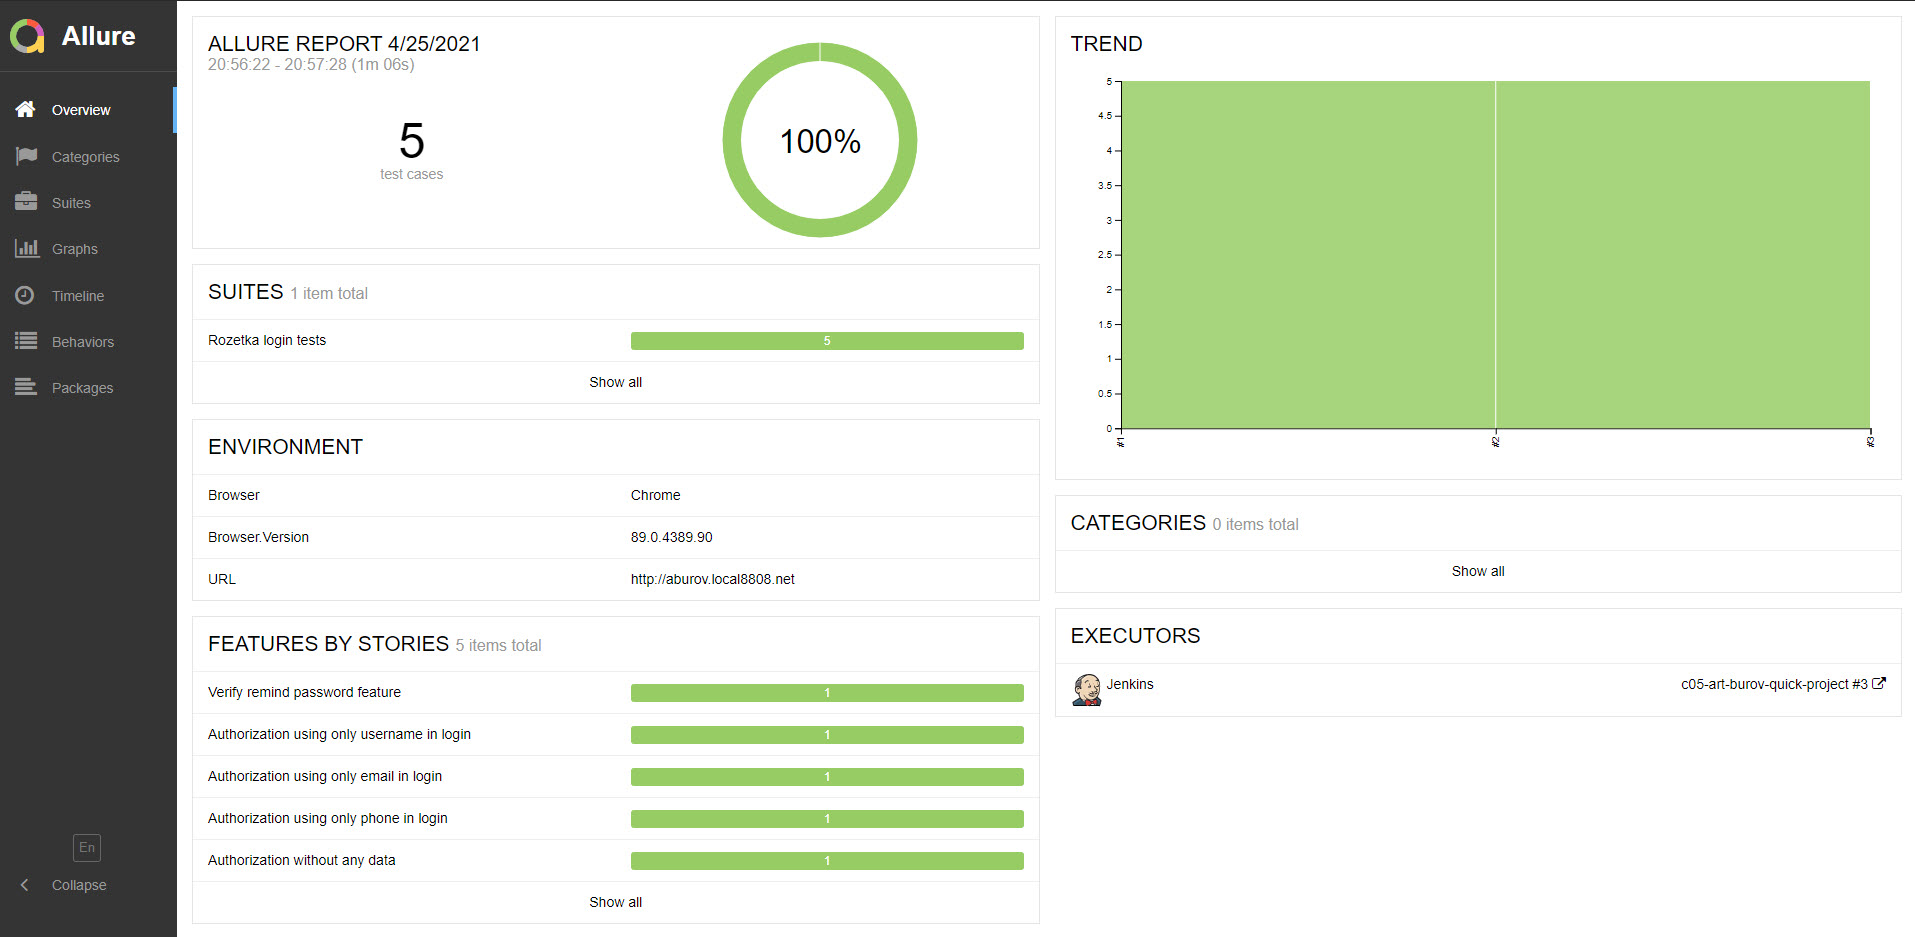 Allure
Overview
Categories
Suites
Graphs
Timeline
Behaviors
Packages
En
Collapse
ALLURE REPORT 4/25/2021
20:56:22 - 20:57:28 (1m 06s)
5
test cases
100%
SUITES 1 item total
Rozetka login tests 5
Show all
ENVIRONMENT
Browser Chrome
Browser.Version 89.0.4389.90
URL http://aburov.local8808.net
FEATURES BY STORIES 5 items total
Verify remind password feature 1
Authorization using only username in login 1
Authorization using only email in login 1
Authorization using only phone in login 1
Authorization without any data 1
Show all
TREND
5
4.5
4
3.5
3
2.5
2
1.5
1
0.5
0
#1 #2 #3
CATEGORIES 0 items total
Show all
EXECUTORS
Jenkins c05-art-burov-quick-project #3